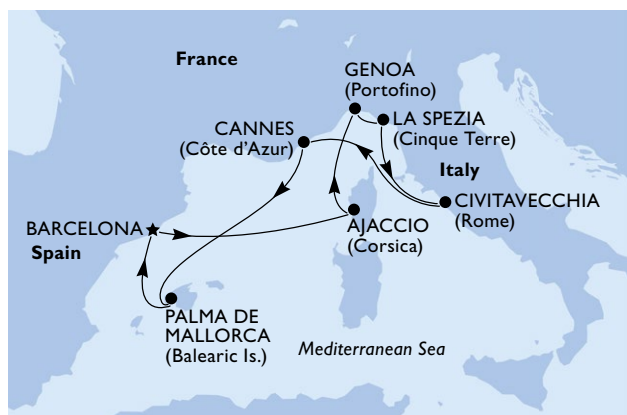 France
GENOA
(Portofino)
LA SPEZIA
(Cinque Terre)
CANNES
(Côte d'Azur)
Italy
CIVITAVECCHIA
(Rome)
BARCELONA
Spain
AJACCIO
(Corsica)
PALMA DE
MALLORCA
(Balearic Is.)
Mediterranean Sea